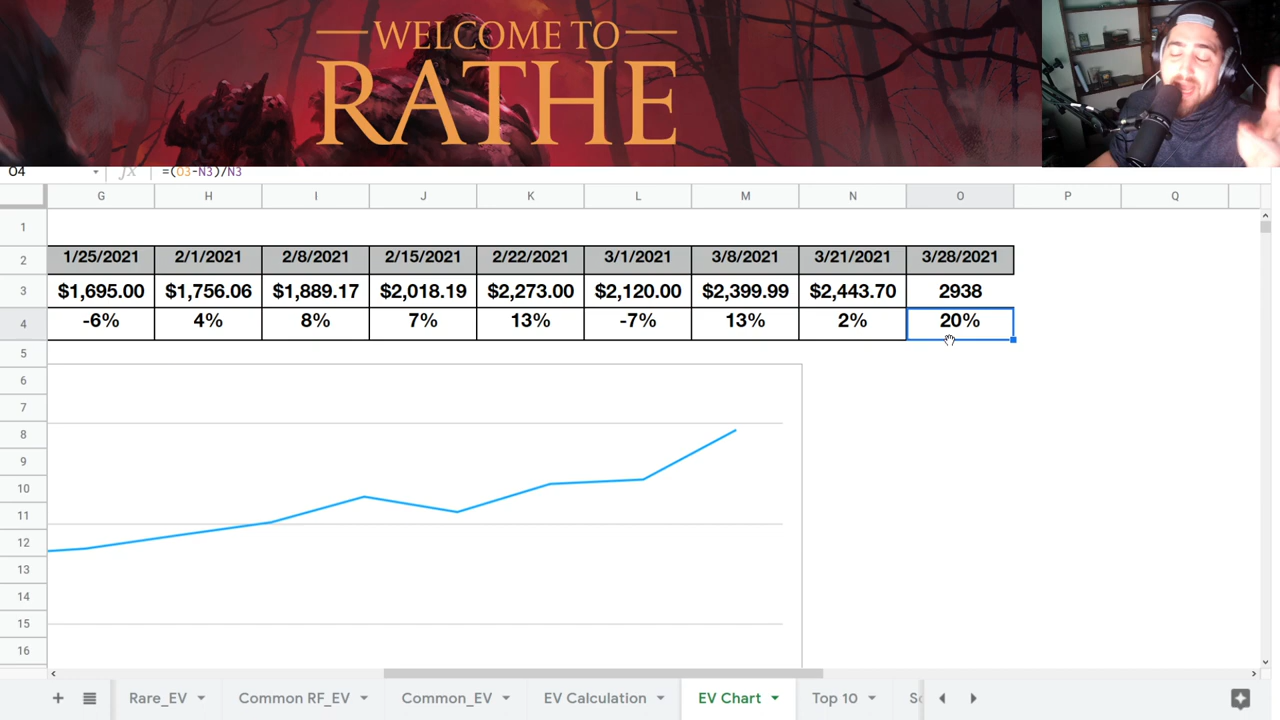 WELCOME TO
RATHE
O4 fx =(O3-N3)/N3
G H I J K L M N O P Q
1
2 1/25/2021 2/1/2021 2/8/2021 2/15/2021 2/22/2021 3/1/2021 3/8/2021 3/21/2021 3/28/2021
3 $1,695.00 $1,756.06 $1,889.17 $2,018.19 $2,273.00 $2,120.00 $2,399.99 $2,443.70 2938
4 -6% 4% 8% 7% 13% -7% 13% 2% 20%
5
6
7
8
9
10
11
12
13
14
15
16
+ Rare_EV Common RF_EV Common_EV EV Calculation EV Chart Top 10